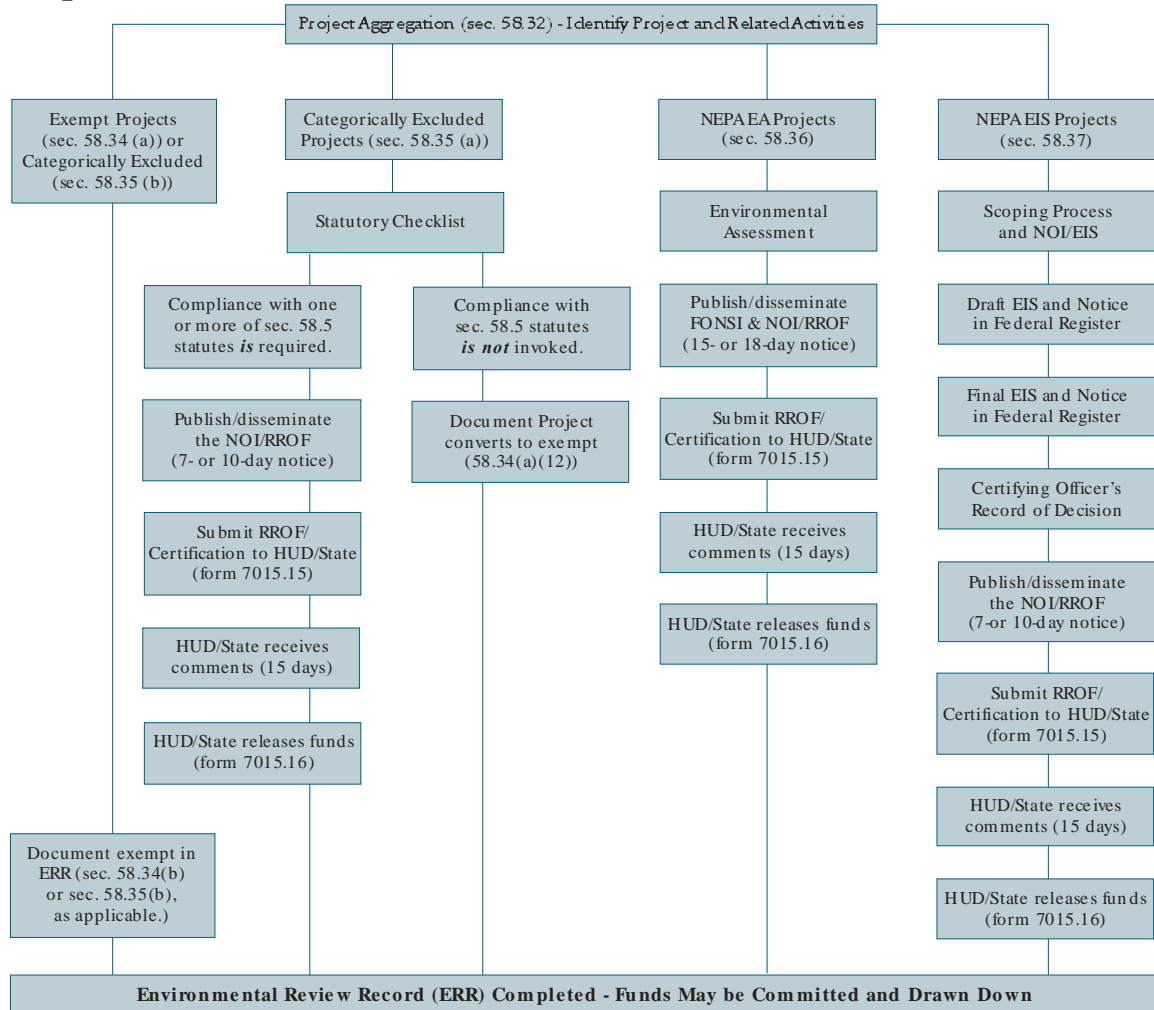 Project Aggregation (sec. 58.32) - Identify Project and Related Activities
Exempt Projects
(sec. 58.34 (a)) or
Categorically Excluded
(sec. 58.35 (b))
Document exempt in
ERR (sec. 58.34(b)
or sec. 58.35(b),
as applicable.)
Categorically Excluded
Projects (sec. 58.35 (a))
Statutory Checklist
Compliance with one
or more of sec. 58.5
statutes is required.
Publish/disseminate
the NOI/RROF
(7- or 10-day notice)
Submit RROF/
Certification to HUD/State
(form 7015.15)
HUD/State receives
comments (15 days)
HUD/State releases funds
(form 7015.16)
Compliance with
sec. 58.5 statutes
is not invoked.
Document Project
converts to exempt
(58.34(a)(12))
NEPA EA Projects
(sec. 58.36)
Environmental
Assessment
Publish/disseminate
FONSI & NOI/RROF
(15- or 18-day notice)
Submit RROF/
Certification to HUD/State
(form 7015.15)
HUD/State receives
comments (15 days)
HUD/State releases funds
(form 7015.16)
NEPA EIS Projects
(sec. 58.37)
Scoping Process
and NOI/EIS
Draft EIS and Notice
in Federal Register
Final EIS and Notice
in Federal Register
Certifying Officer's
Record of Decision
Publish/disseminate
the NOI/RROF
(7- or 10-day notice)
Submit RROF/
Certification to HUD/State
(form 7015.15)
HUD/State receives
comments (15 days)
HUD/State releases funds
(form 7015.16)
Environmental Review Record (ERR) Completed - Funds May be Committed and Drawn Down